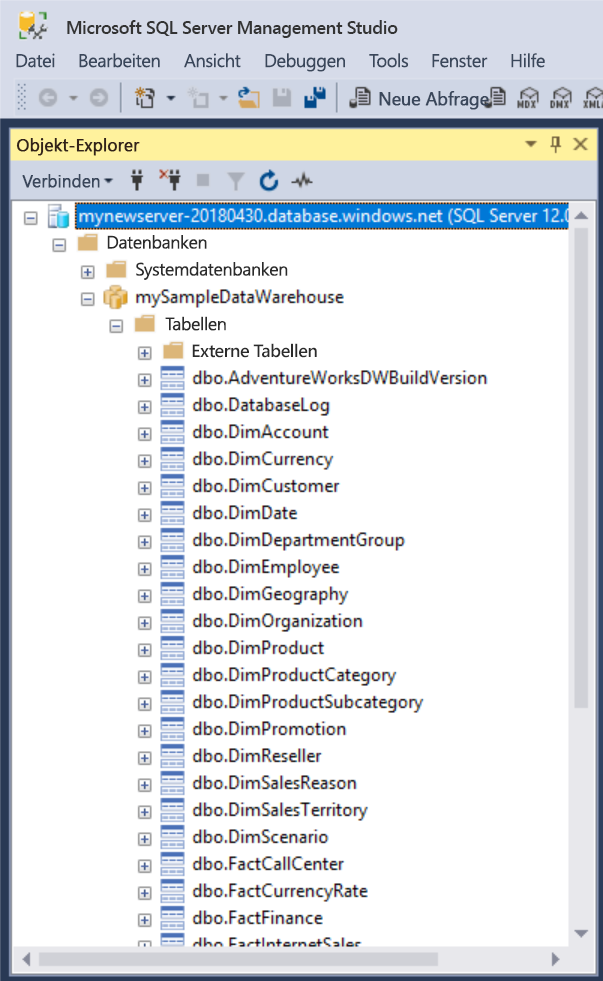 Microsoft SQL Server Management Studio
Datei Bearbeiten Ansicht Debuggen Tools Fenster Hilfe
Neue Abfrage MDX DMX XMLA
Objekt-Explorer
Verbinden
mynewserver-20180430.database.windows.net (SQL Server 12.0
Datenbanken
Systemdatenbanken
mySampleDataWarehouse
Tabellen
Externe Tabellen
dbo.AdventureWorksDWBuildVersion
dbo.DatabaseLog
dbo.DimAccount
dbo.DimCurrency
dbo.DimCustomer
dbo.DimDate
dbo.DimDepartmentGroup
dbo.DimEmployee
dbo.DimGeography
dbo.DimOrganization
dbo.DimProduct
dbo.DimProductCategory
dbo.DimProductSubcategory
dbo.DimPromotion
dbo.DimReseller
dbo.DimSalesReason
dbo.DimSalesTerritory
dbo.DimScenario
dbo.FactCallCenter
dbo.FactCurrencyRate
dbo.FactFinance
dbo.FactInternetSales